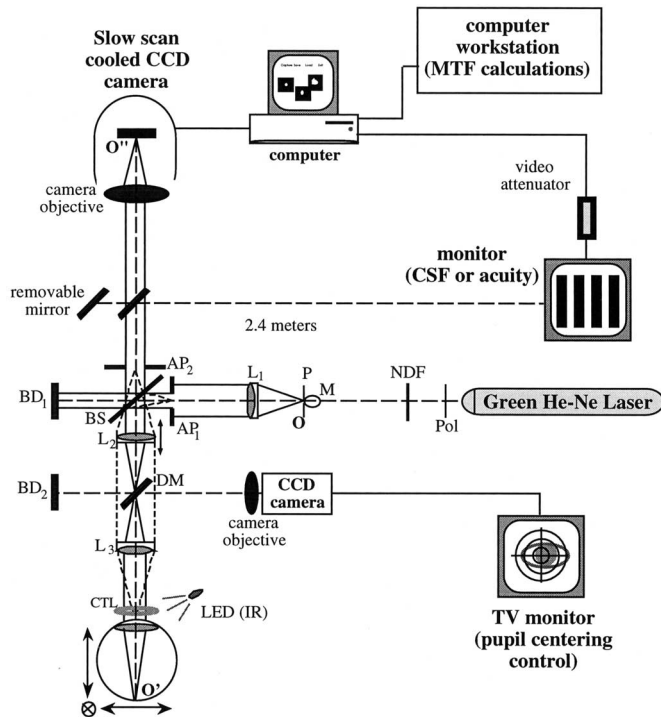 Slow scan
cooled CCD
camera
computer
workstation
(MTF calculations)
O"
computer
camera
objective
video
attenuator
monitor
(CSF or acuity)
removable
mirror
2.4 meters
AP2
L1
P
M
NDF
BD1
BS
AP1
O
Pol
Green He-Ne Laser
L2
BD2
DM
CCD
camera
camera
objective
L3
CTL
LED (IR)
O'
TV monitor
(pupil centering
control)